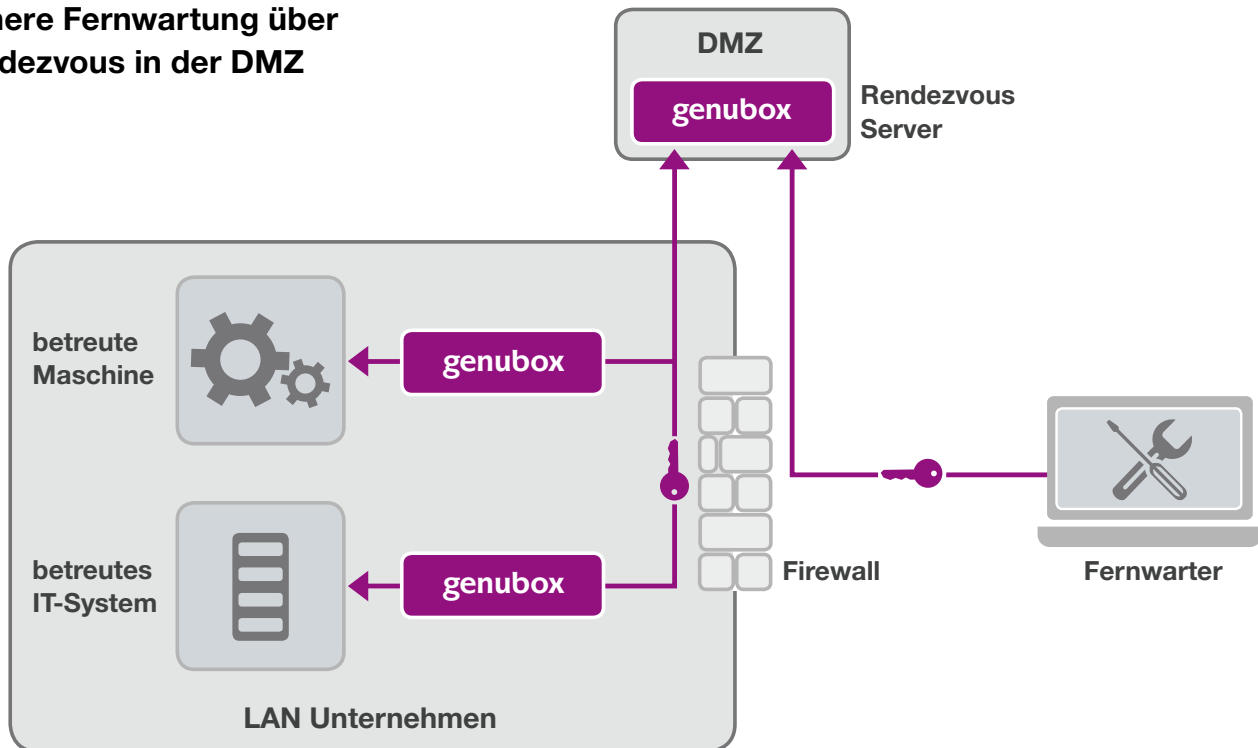 here Fernwartung über
dezvous in der DMZ
DMZ
genubox
Rendezvous
Server
betreute
Maschine
genubox
betreutes
IT-System
genubox
Firewall
Fernwarter
LAN Unternehmen